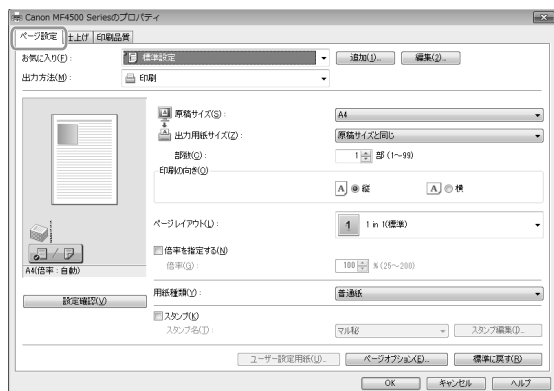 Canon MF4500 Seriesのプロパティ
ページ設定 仕上げ 印刷品質
お気に入り(F): 標準設定 追加(1)... 編集(2)...
出力方法(M): 印刷
原稿サイズ(S): A4
出力用紙サイズ(Z): 原稿サイズと同じ
部数(C): 1 部 (1~99)
印刷の向き(O)
A 縦 A 横
ページレイアウト(L): 1 1 in 1(標準)
倍率を指定する(N)
倍率(G): 100 % (25~200)
A4(倍率:自動)
設定確認(V)
用紙種類(Y): 普通紙
スタンプ(K)
スタンプ名(T): マル秘 スタンプ編集(I)...
ユーザー設定用紙(U)... ページオプション(E)... 標準に戻す(R)
OK キャンセル ヘルプ